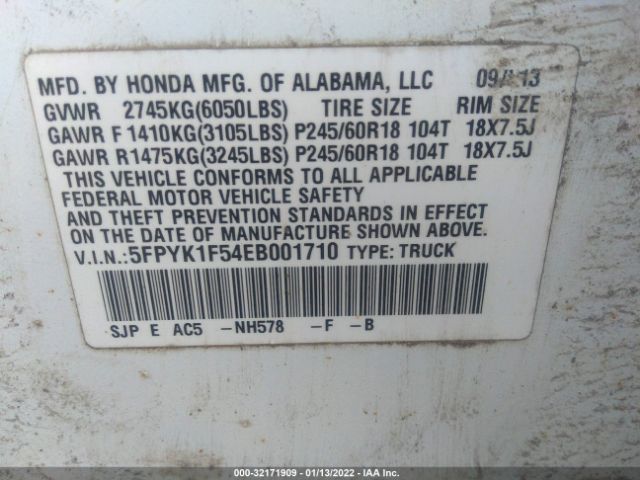 MFD. BY HONDA MFG. OF ALABAMA, LLC 09/13
GVWR 2745KG(6050LBS) TIRE SIZE RIM SIZE
GAWR F 1410KG(3105LBS) P245/60R18 104T 18X7.5J
GAWR R1475KG(3245LBS) P245/60R18 104T 18X7.5J
THIS VEHICLE CONFORMS TO ALL APPLICABLE
FEDERAL MOTOR VEHICLE SAFETY
AND THEFT PREVENTION STANDARDS IN EFFECT
ON THE DATE OF MANUFACTURE SHOWN ABOVE.
V.I.N.:5FPYK1F54EB001710 TYPE: TRUCK
SJP E AC5 -NH578 -F -B
000-32171909 - 01/13/2022 - IAA Inc.